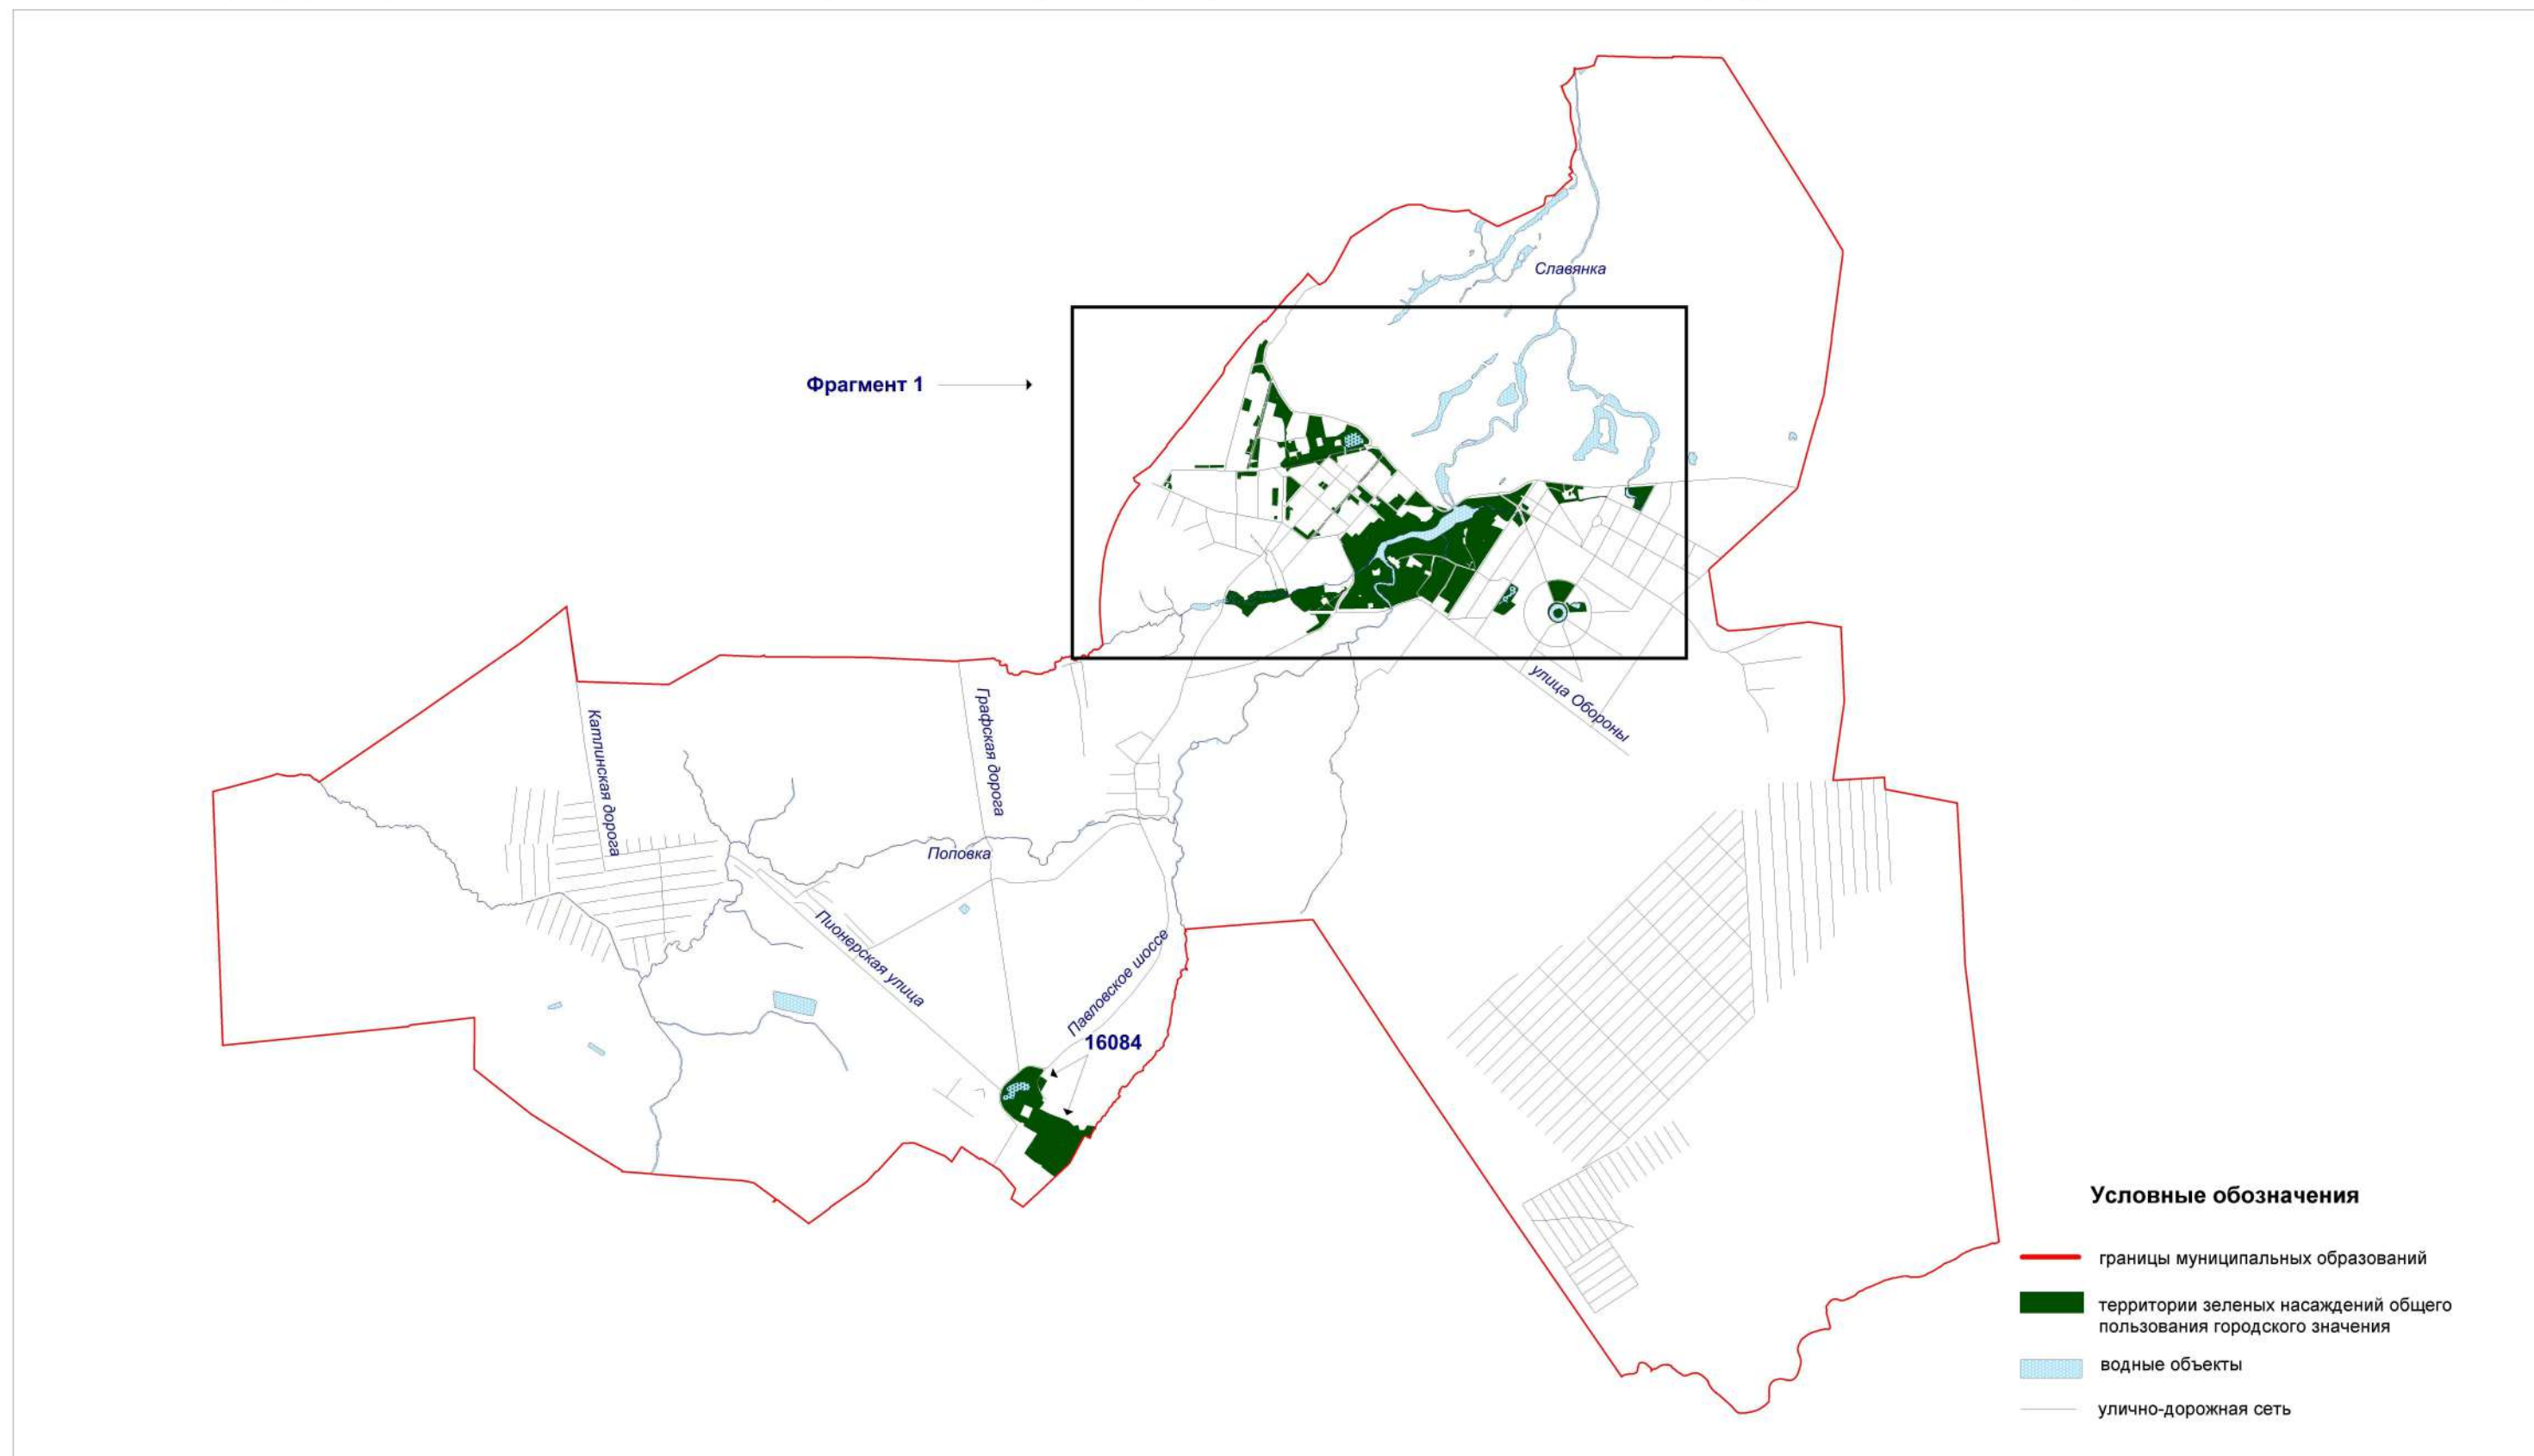 Славянка
Фрагмент 1
улица Обороны
Графская дорога
Катлинская дорога
Поповка
Пионерская улица
Павловское шоссе
16084
Условные обозначения
границы муниципальных образований
территории зеленых насаждений общего
пользования городского значения
водные объекты
улично-дорожная сеть